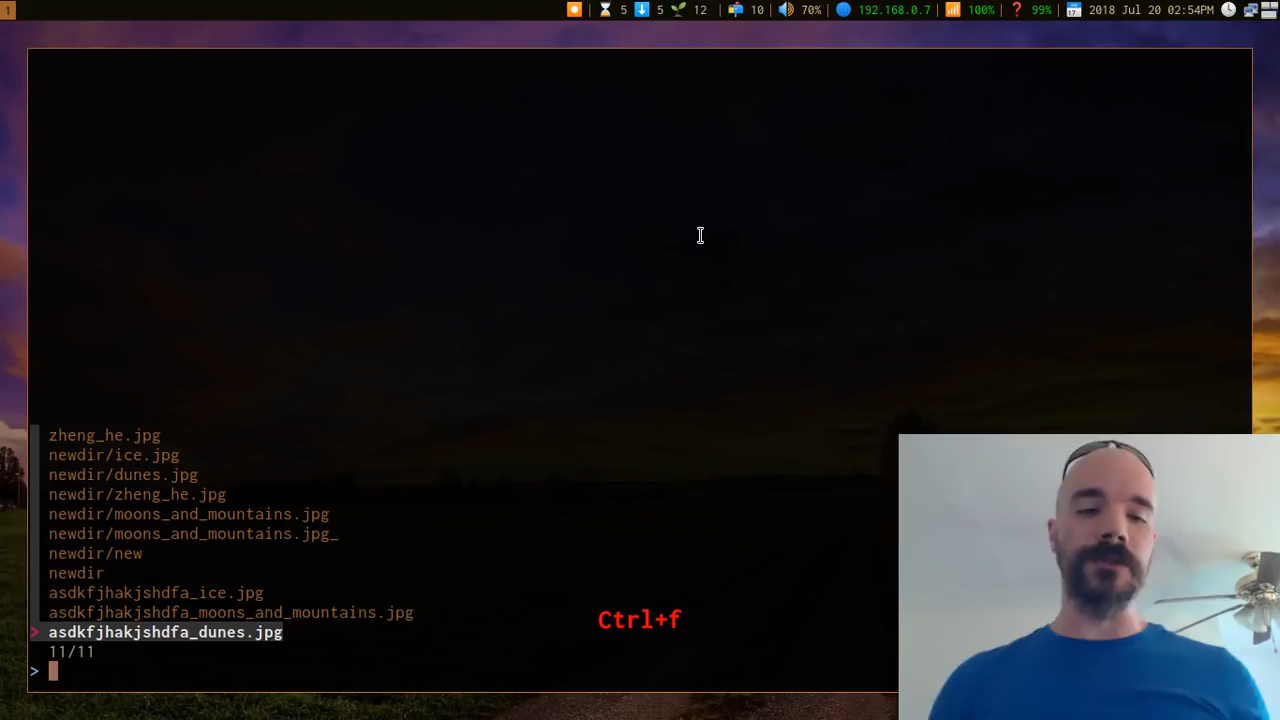 1 5 5 12 10 70% 192.168.0.7 100% 99% 2018 Jul 20 02:54PM
zheng_he.jpg
newdir/ice.jpg
newdir/dunes.jpg
newdir/zheng_he.jpg
newdir/moons_and_mountains.jpg
newdir/moons_and_mountains.jpg_
newdir/new
newdir
asdkfjhakjshdfa_ice.jpg
asdkfjhakjshdfa_moons_and_mountains.jpg
> asdkfjhakjshdfa_dunes.jpg
11/11
>
Ctrl+f